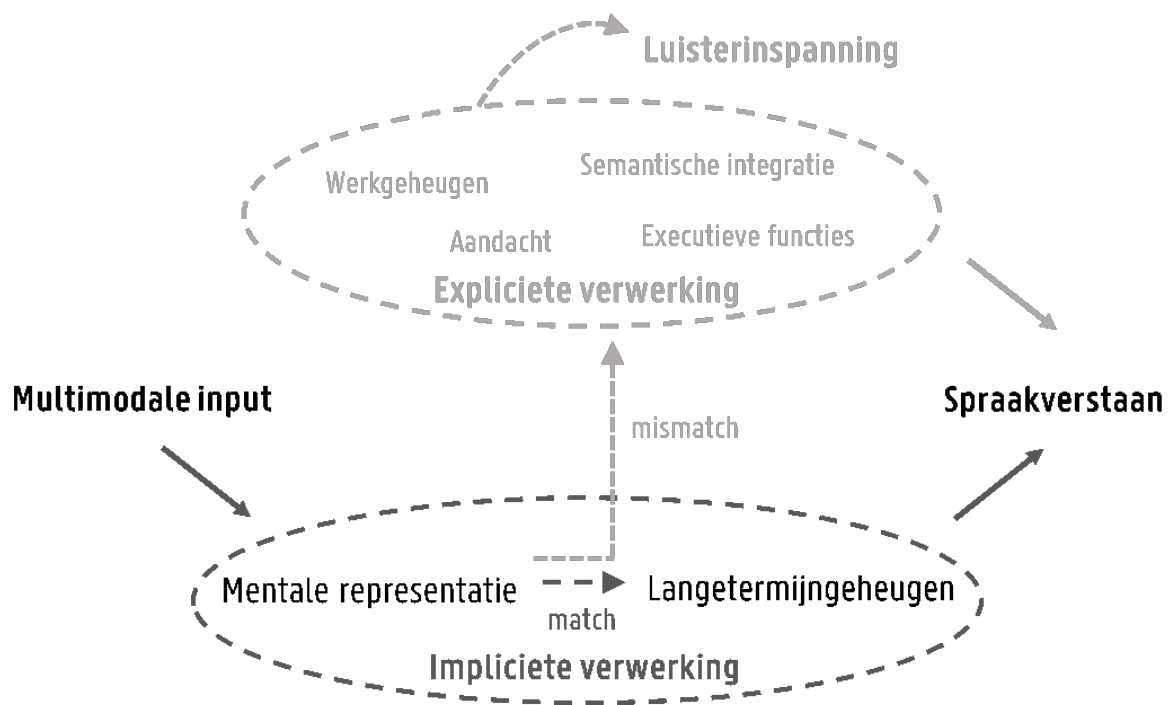 Luisterinspanning
Semantische integratie
Werkgeheugen
Executieve functies
Aandacht
Expliciete verwerking
Multimodale input
Spraakverstaan
mismatch
Mentale representatie
Langetermijngeheugen
match
Impliciete verwerking